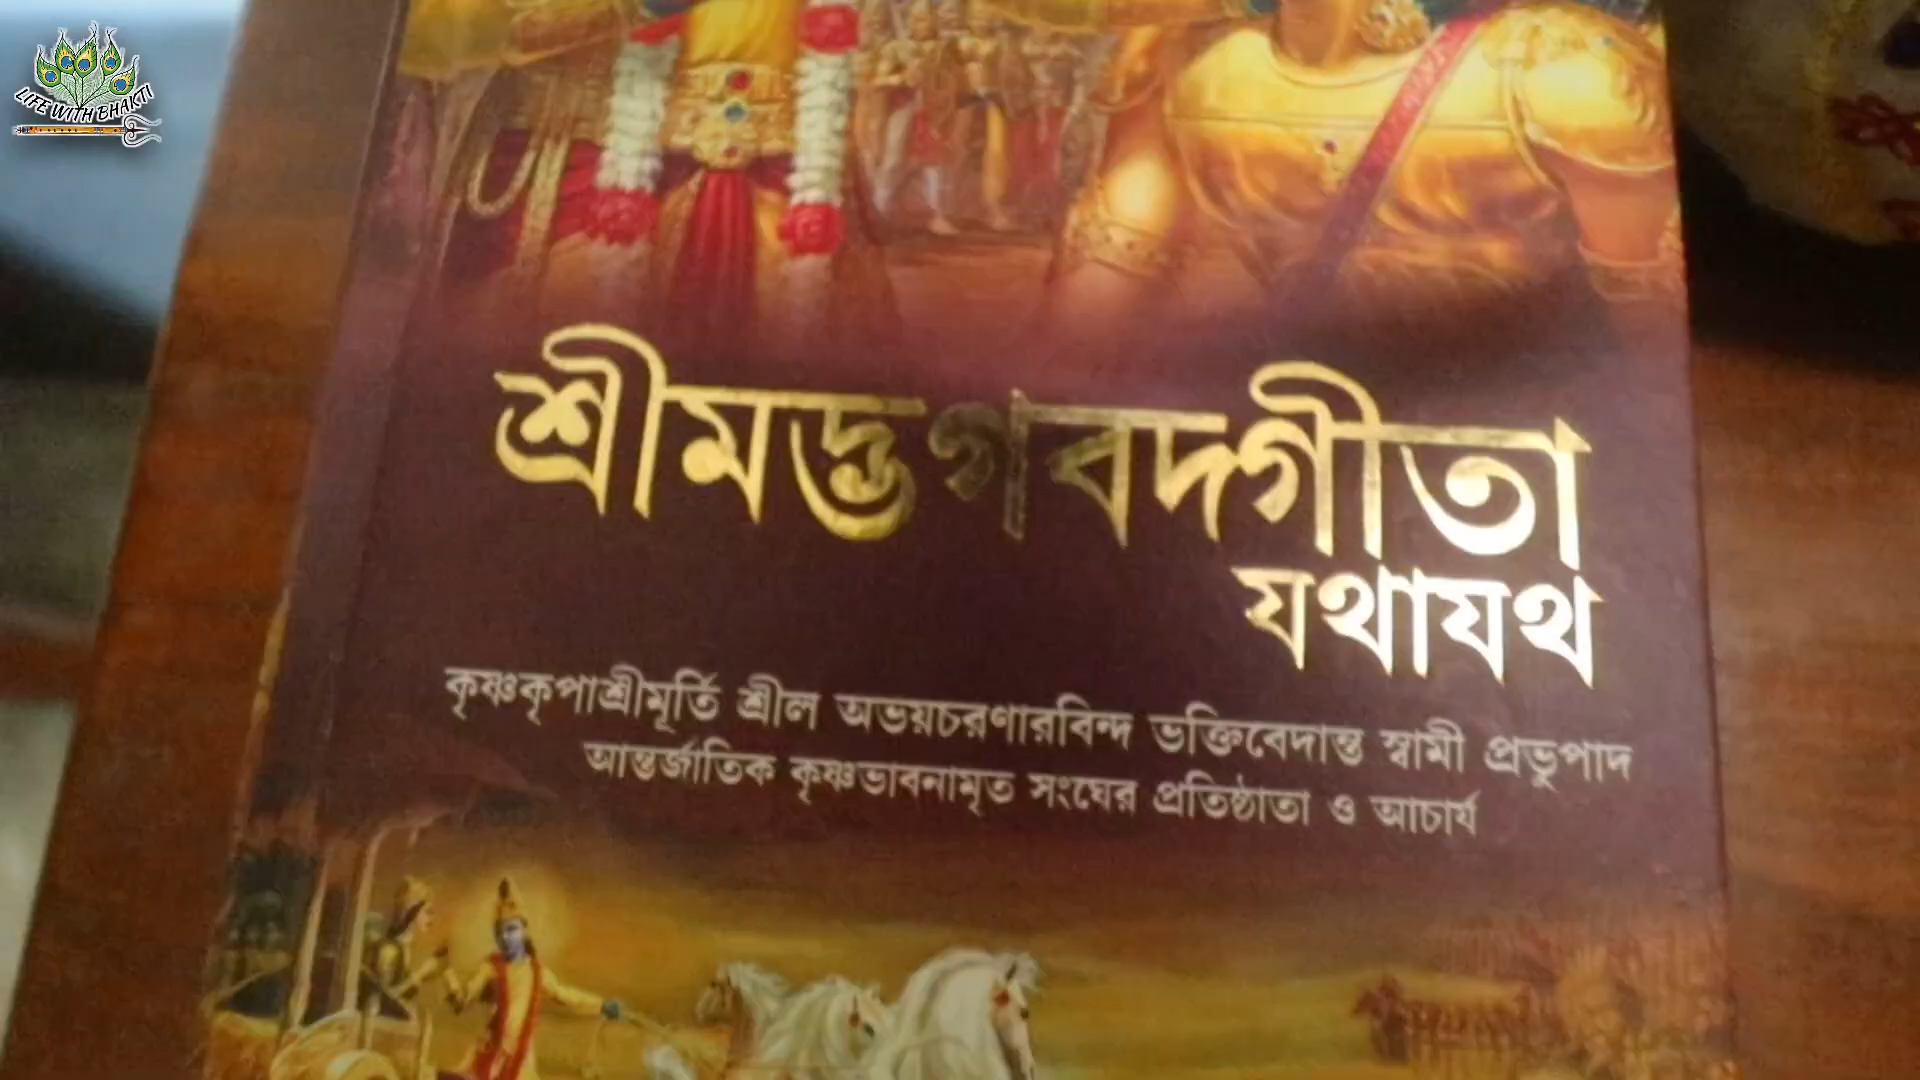 LIFE WITH BHAKTI
শ্রীমদ্ভগবদগীতা
যথাযথ
কৃষ্ণকৃপাশ্রীমূর্তি শ্রীল অভয়চরণারবিন্দ ভক্তিবেদান্ত স্বামী প্রভুপাদ
আন্তর্জাতিক কৃষ্ণভাবনামৃত সংঘের প্রতিষ্ঠাতা ও আচার্য